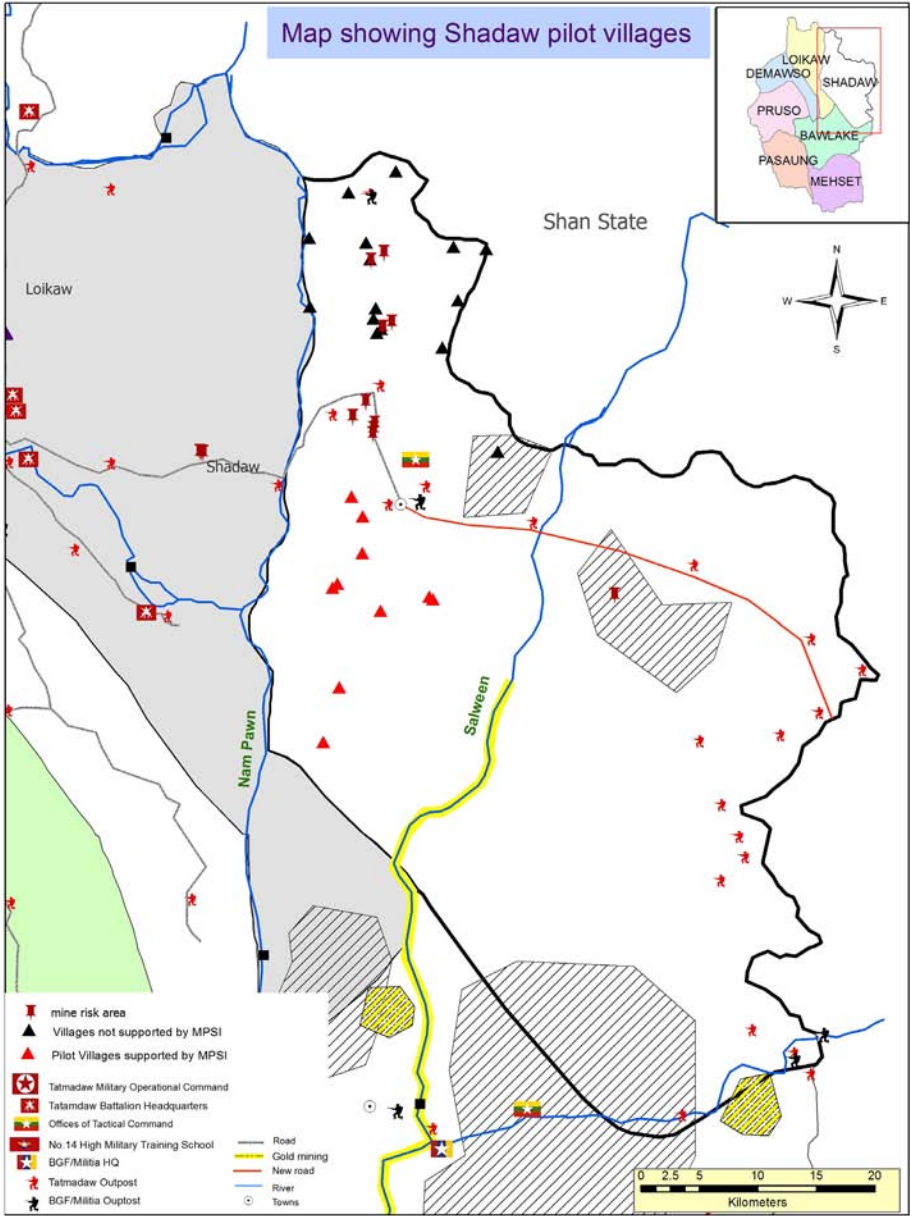 Map showing Shadaw pilot villages
LOIKAW
DEMAWSO
SHADAW
PRUSO
BAWLAKE
PASAUNG
MEHSET
Shan State
N
W
E
S
Loikaw
Shadaw
Nam Pawn
Salween
mine risk area
Villages not supported by MPSI
Pilot Villages supported by MPSI
Tatmadaw Military Operational Command
Tatamdaw Battalion Headquarters
Offices of Tactical Command
No.14 High Military Training School
BGF/Militia HQ
Tatmadaw Outpost
BGF/Militia Ouptost
Road
Gold mining
New road
River
Towns
0 2.5 5 10 15 20
Kilometers